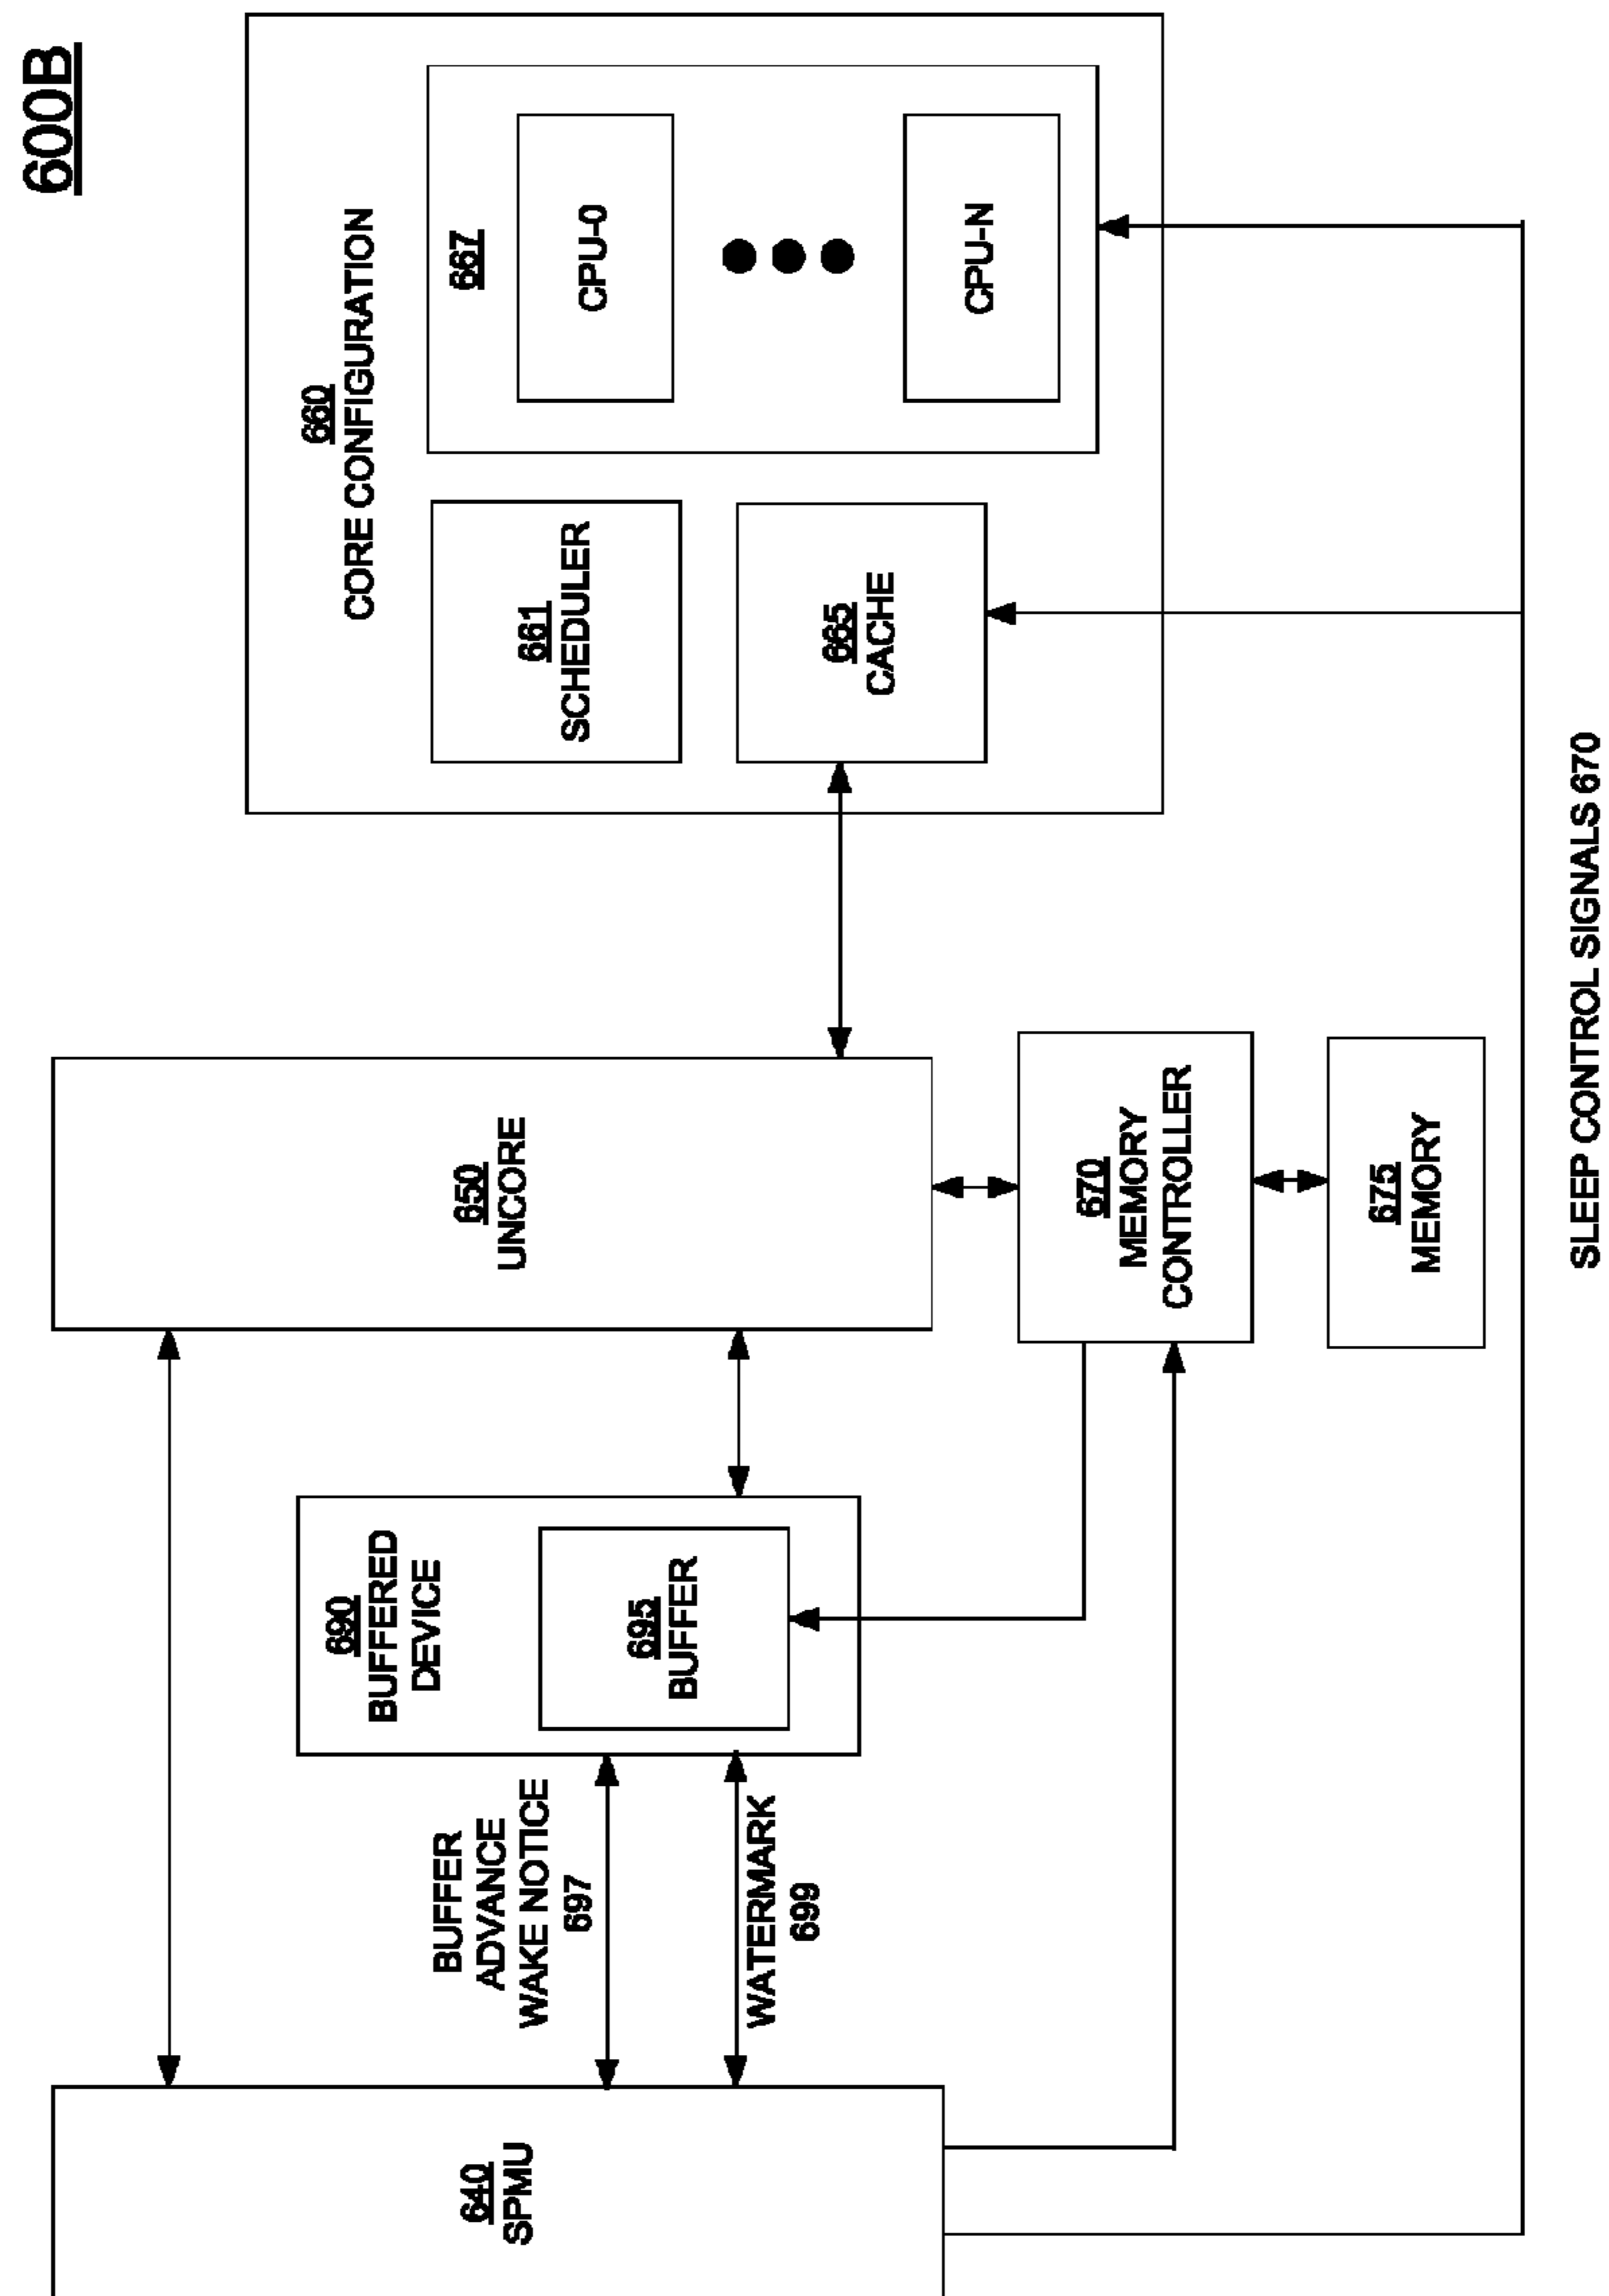 600B
640
SPMU
BUFFER
ADVANCE
WAKE NOTICE
697
WATERMARK
699
690
BUFFERED
DEVICE
695
BUFFER
650
UNCORE
670
MEMORY
CONTROLLER
675
MEMORY
660
CORE CONFIGURATION
661
SCHEDULER
665
CACHE
667
CPU-0
CPU-N
SLEEP CONTROL SIGNALS 670